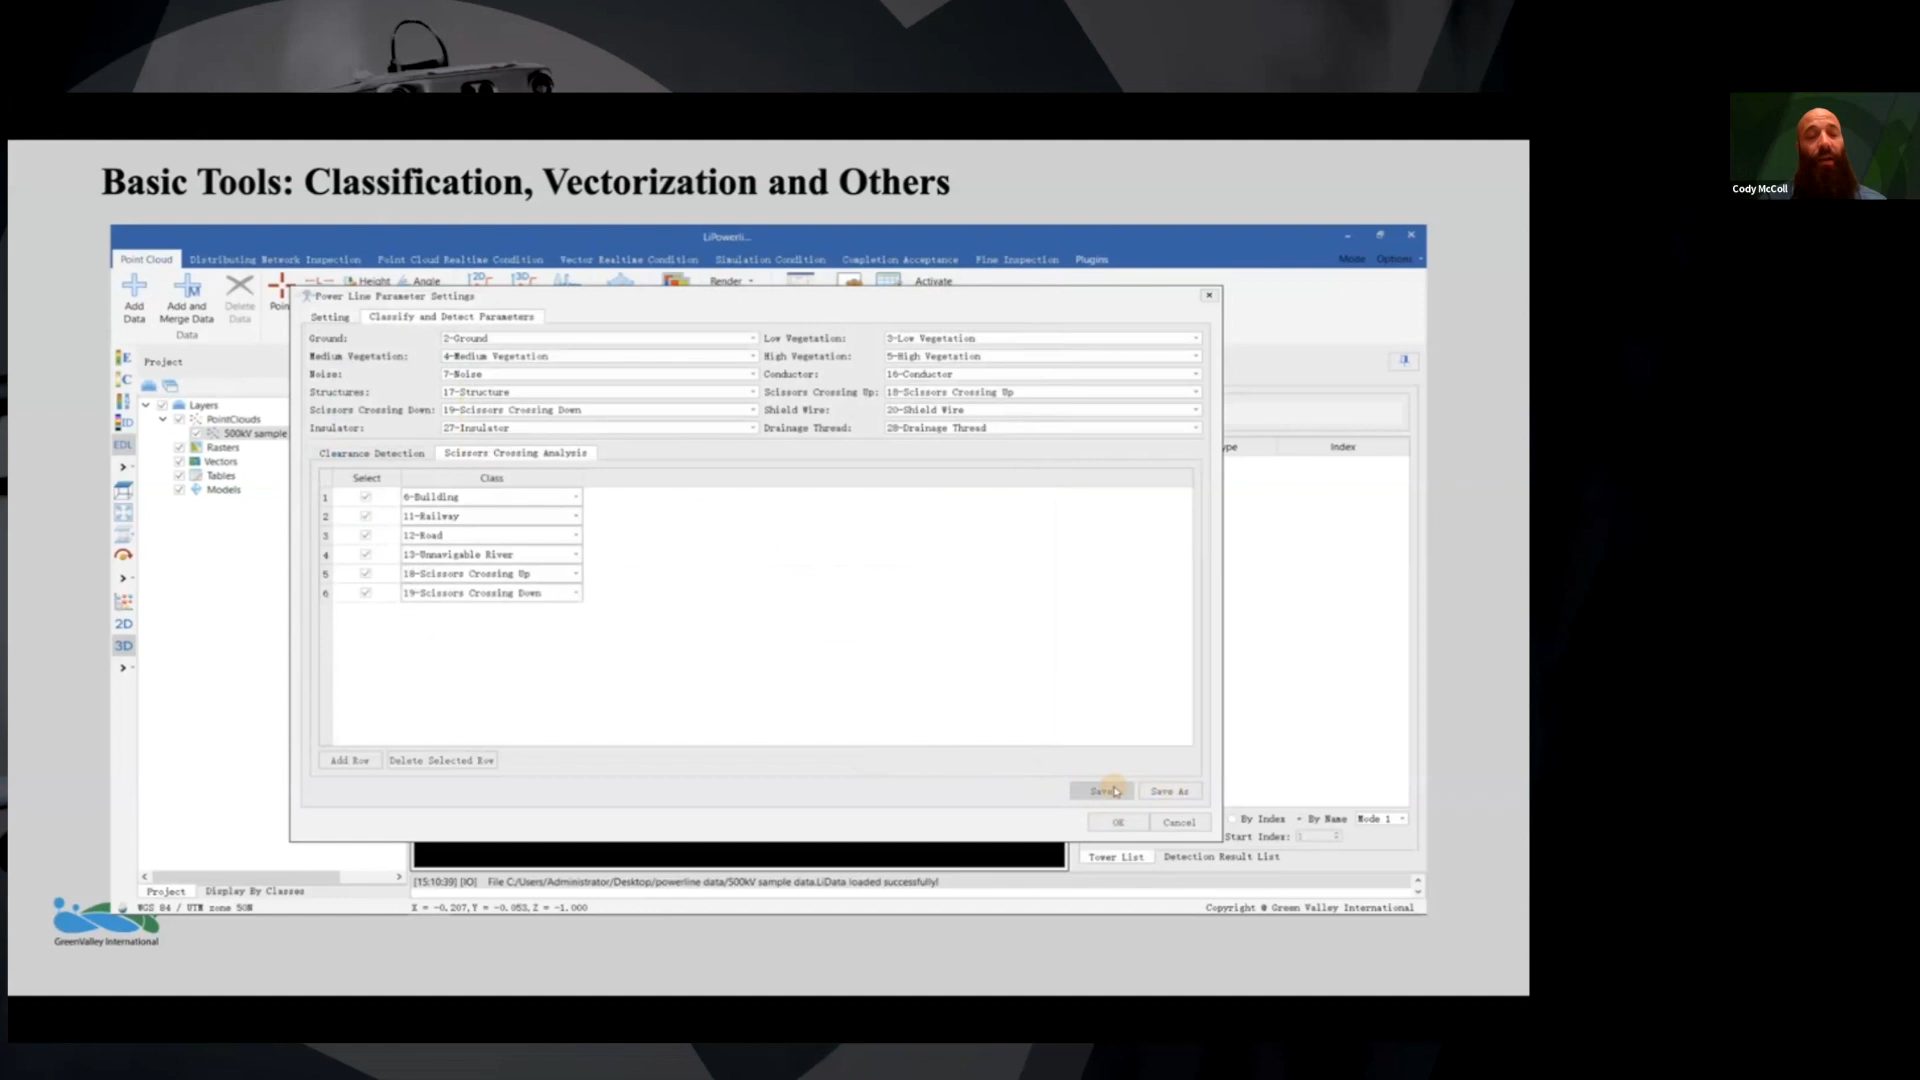 Cody McColl
Basic Tools: Classification, Vectorization and Others
LiPowerli...
Point Cloud Distributing Network Inspection Point Cloud Realtime Condition Vector Realtime Condition Simulation Condition Completion Acceptance Fine Inspection Plugins Mode Options
Height Angle 2D 3D Render Activate
Add Data Add and Merge Data Delete Data
Data
Power Line Parameter Settings
Setting Classify and Detect Parameters
Ground: 2-Ground Low Vegetation: 3-Low Vegetation
Medium Vegetation: 4-Medium Vegetation High Vegetation: 5-High Vegetation
Noise: 7-Noise Conductor: 16-Conductor
Structures: 17-Structure Scissors Crossing Up: 18-Scissors Crossing Up
Scissors Crossing Down: 19-Scissors Crossing Down Shield Wire: 20-Shield Wire
Insulator: 27-Insulator Drainage Thread: 28-Drainage Thread
Clearance Detection Scissors Crossing Analysis
Select Class
1 6-Building
2 11-Railway
3 12-Road
4 13-Unnavigable River
5 18-Scissors Crossing Up
6 19-Scissors Crossing Down
Add Row Delete Selected Row
Save Save As
OK Cancel
Project
Layers
PointClouds
500kV sample
Rasters
Vectors
Tables
Models
E
C
ID
EDL
2D
3D
Index
By Index By Name Mode 1
Start Index: 1
Tower List Detection Result List
Project Display By Classes
[15:10:39] [IO] File C:/Users/Administrator/Desktop/powerline data/500kV sample data.LiData loaded successfully!
WGS 84 / UTM zone 50N X = -0.207,Y = -0.053,Z = -1.000 Copyright @ Green Valley International
GreenValley International